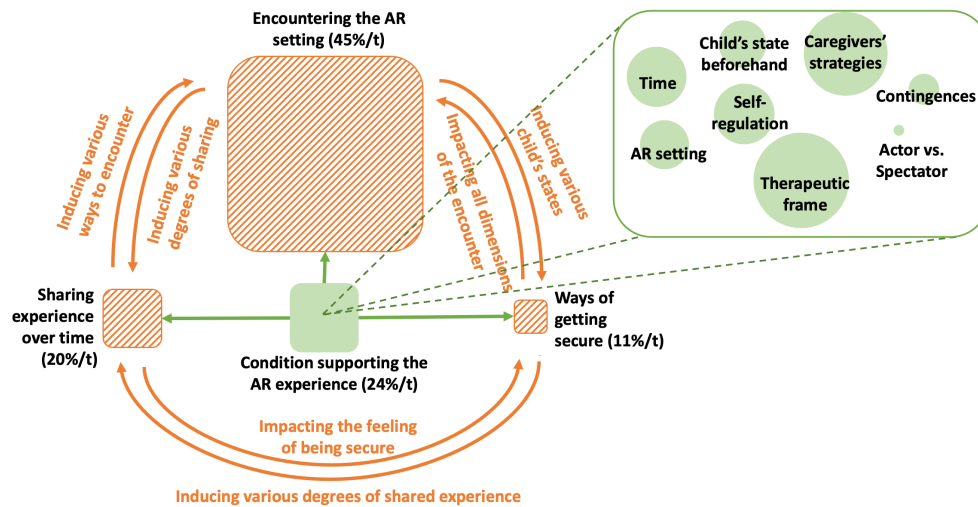 Encountering the AR
setting (45%/t)
Inducing various
ways to encounter
Inducing various
degrees of sharing
Impacting all dimensions
of the encounter
Inducing various
child's states
Sharing
experience
over time
(20%/t)
Condition supporting the
AR experience (24%/t)
Ways of
getting
secure (11%/t)
Impacting the feeling
of being secure
Inducing various degrees of shared experience
Time
Child's state
beforehand
Caregivers'
strategies
Contingences
Self-
regulation
AR setting
Therapeutic
frame
Actor vs.
Spectator